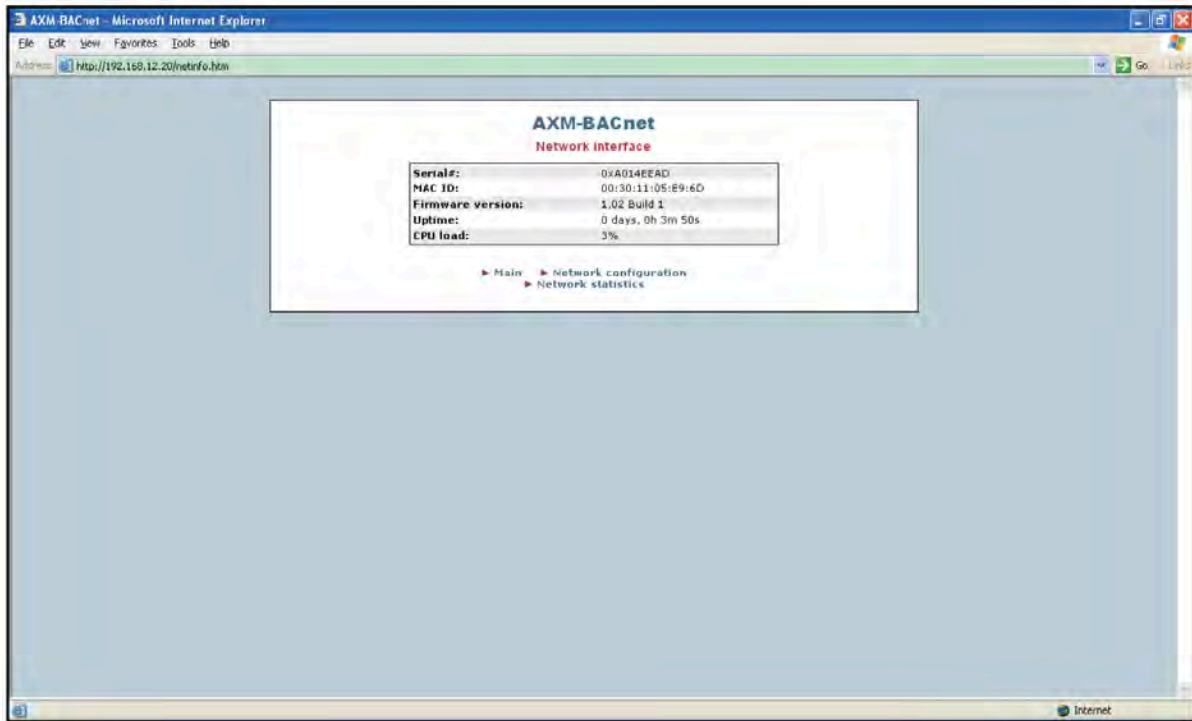 AXM-BACnet - Microsoft Internet Explorer
File Edit View Favorites Tools Help
Address http://192.168.12.20/netinfo.htm Go Links
AXM-BACnet
Network interface
Serial#: 0xA014EEAD
MAC ID: 00:30:11:05:E9:6D
Firmware version: 1.02 Build 1
Uptime: 0 days, 0h 3m 50s
CPU load: 3%
Main Network configuration
Network statistics
Internet